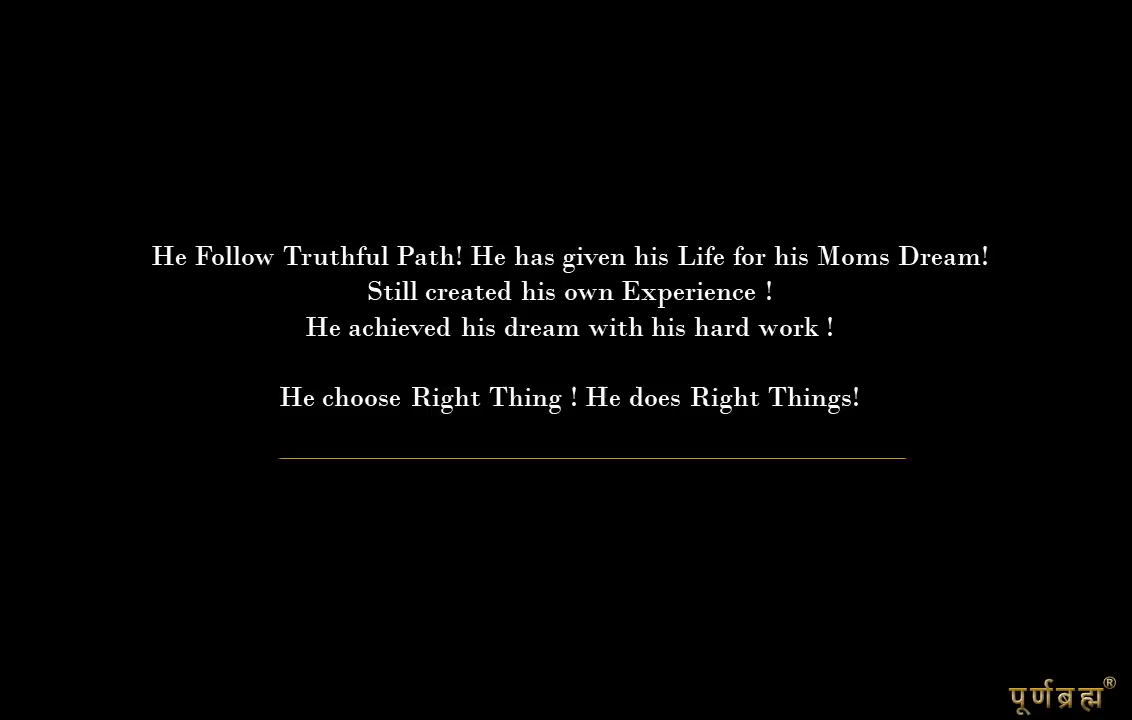 He Follow Truthful Path! He has given his Life for his Moms Dream!
Still created his own Experience !
He achieved his dream with his hard work !
He choose Right Thing ! He does Right Things!
पूर्णब्रह्म®